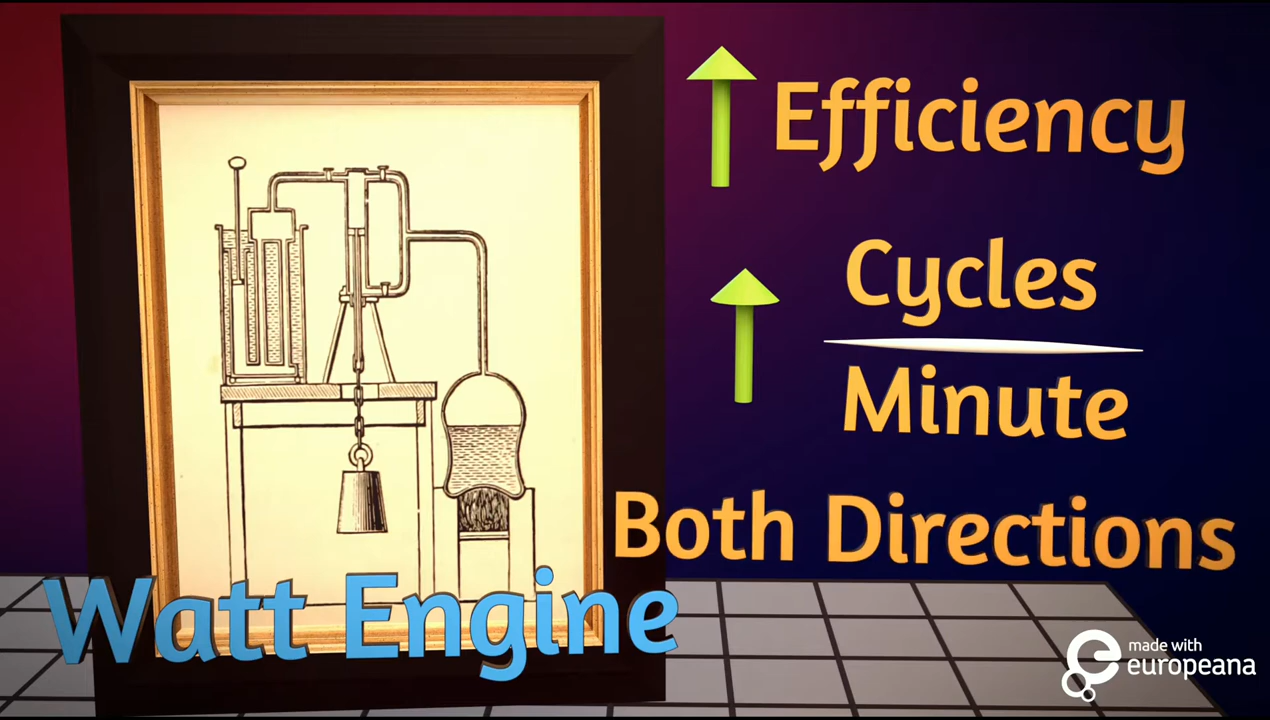 Efficiency
Cycles
Minute
Both Directions
Watt Engine
made with
europeana